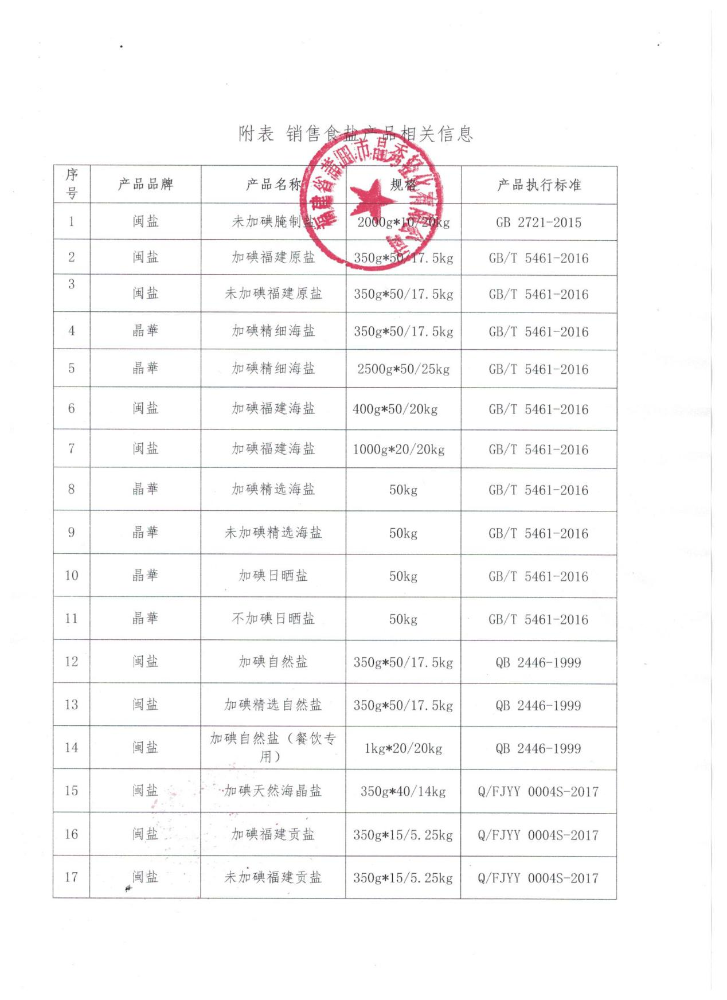 附表 销售食盐产品相关信息
福建省莆田市晶秀轻化有限公司
序号 产品品牌 产品名称 规格 产品执行标准
1 闽盐 未加碘腌制盐 2000g*10/20kg GB 2721-2015
2 闽盐 加碘福建原盐 350g*50/17.5kg GB/T 5461-2016
3 闽盐 未加碘福建原盐 350g*50/17.5kg GB/T 5461-2016
4 晶華 加碘精细海盐 350g*50/17.5kg GB/T 5461-2016
5 晶華 加碘精细海盐 2500g*50/25kg GB/T 5461-2016
6 闽盐 加碘福建海盐 400g*50/20kg GB/T 5461-2016
7 闽盐 加碘福建海盐 1000g*20/20kg GB/T 5461-2016
8 晶華 加碘精选海盐 50kg GB/T 5461-2016
9 晶華 未加碘精选海盐 50kg GB/T 5461-2016
10 晶華 加碘日晒盐 50kg GB/T 5461-2016
11 晶華 不加碘日晒盐 50kg GB/T 5461-2016
12 闽盐 加碘自然盐 350g*50/17.5kg QB 2446-1999
13 闽盐 加碘精选自然盐 350g*50/17.5kg QB 2446-1999
14 闽盐 加碘自然盐（餐饮专用） 1kg*20/20kg QB 2446-1999
15 闽盐 加碘天然海晶盐 350g*40/14kg Q/FJYY 0004S-2017
16 闽盐 加碘福建贡盐 350g*15/5.25kg Q/FJYY 0004S-2017
17 闽盐 未加碘福建贡盐 350g*15/5.25kg Q/FJYY 0004S-2017